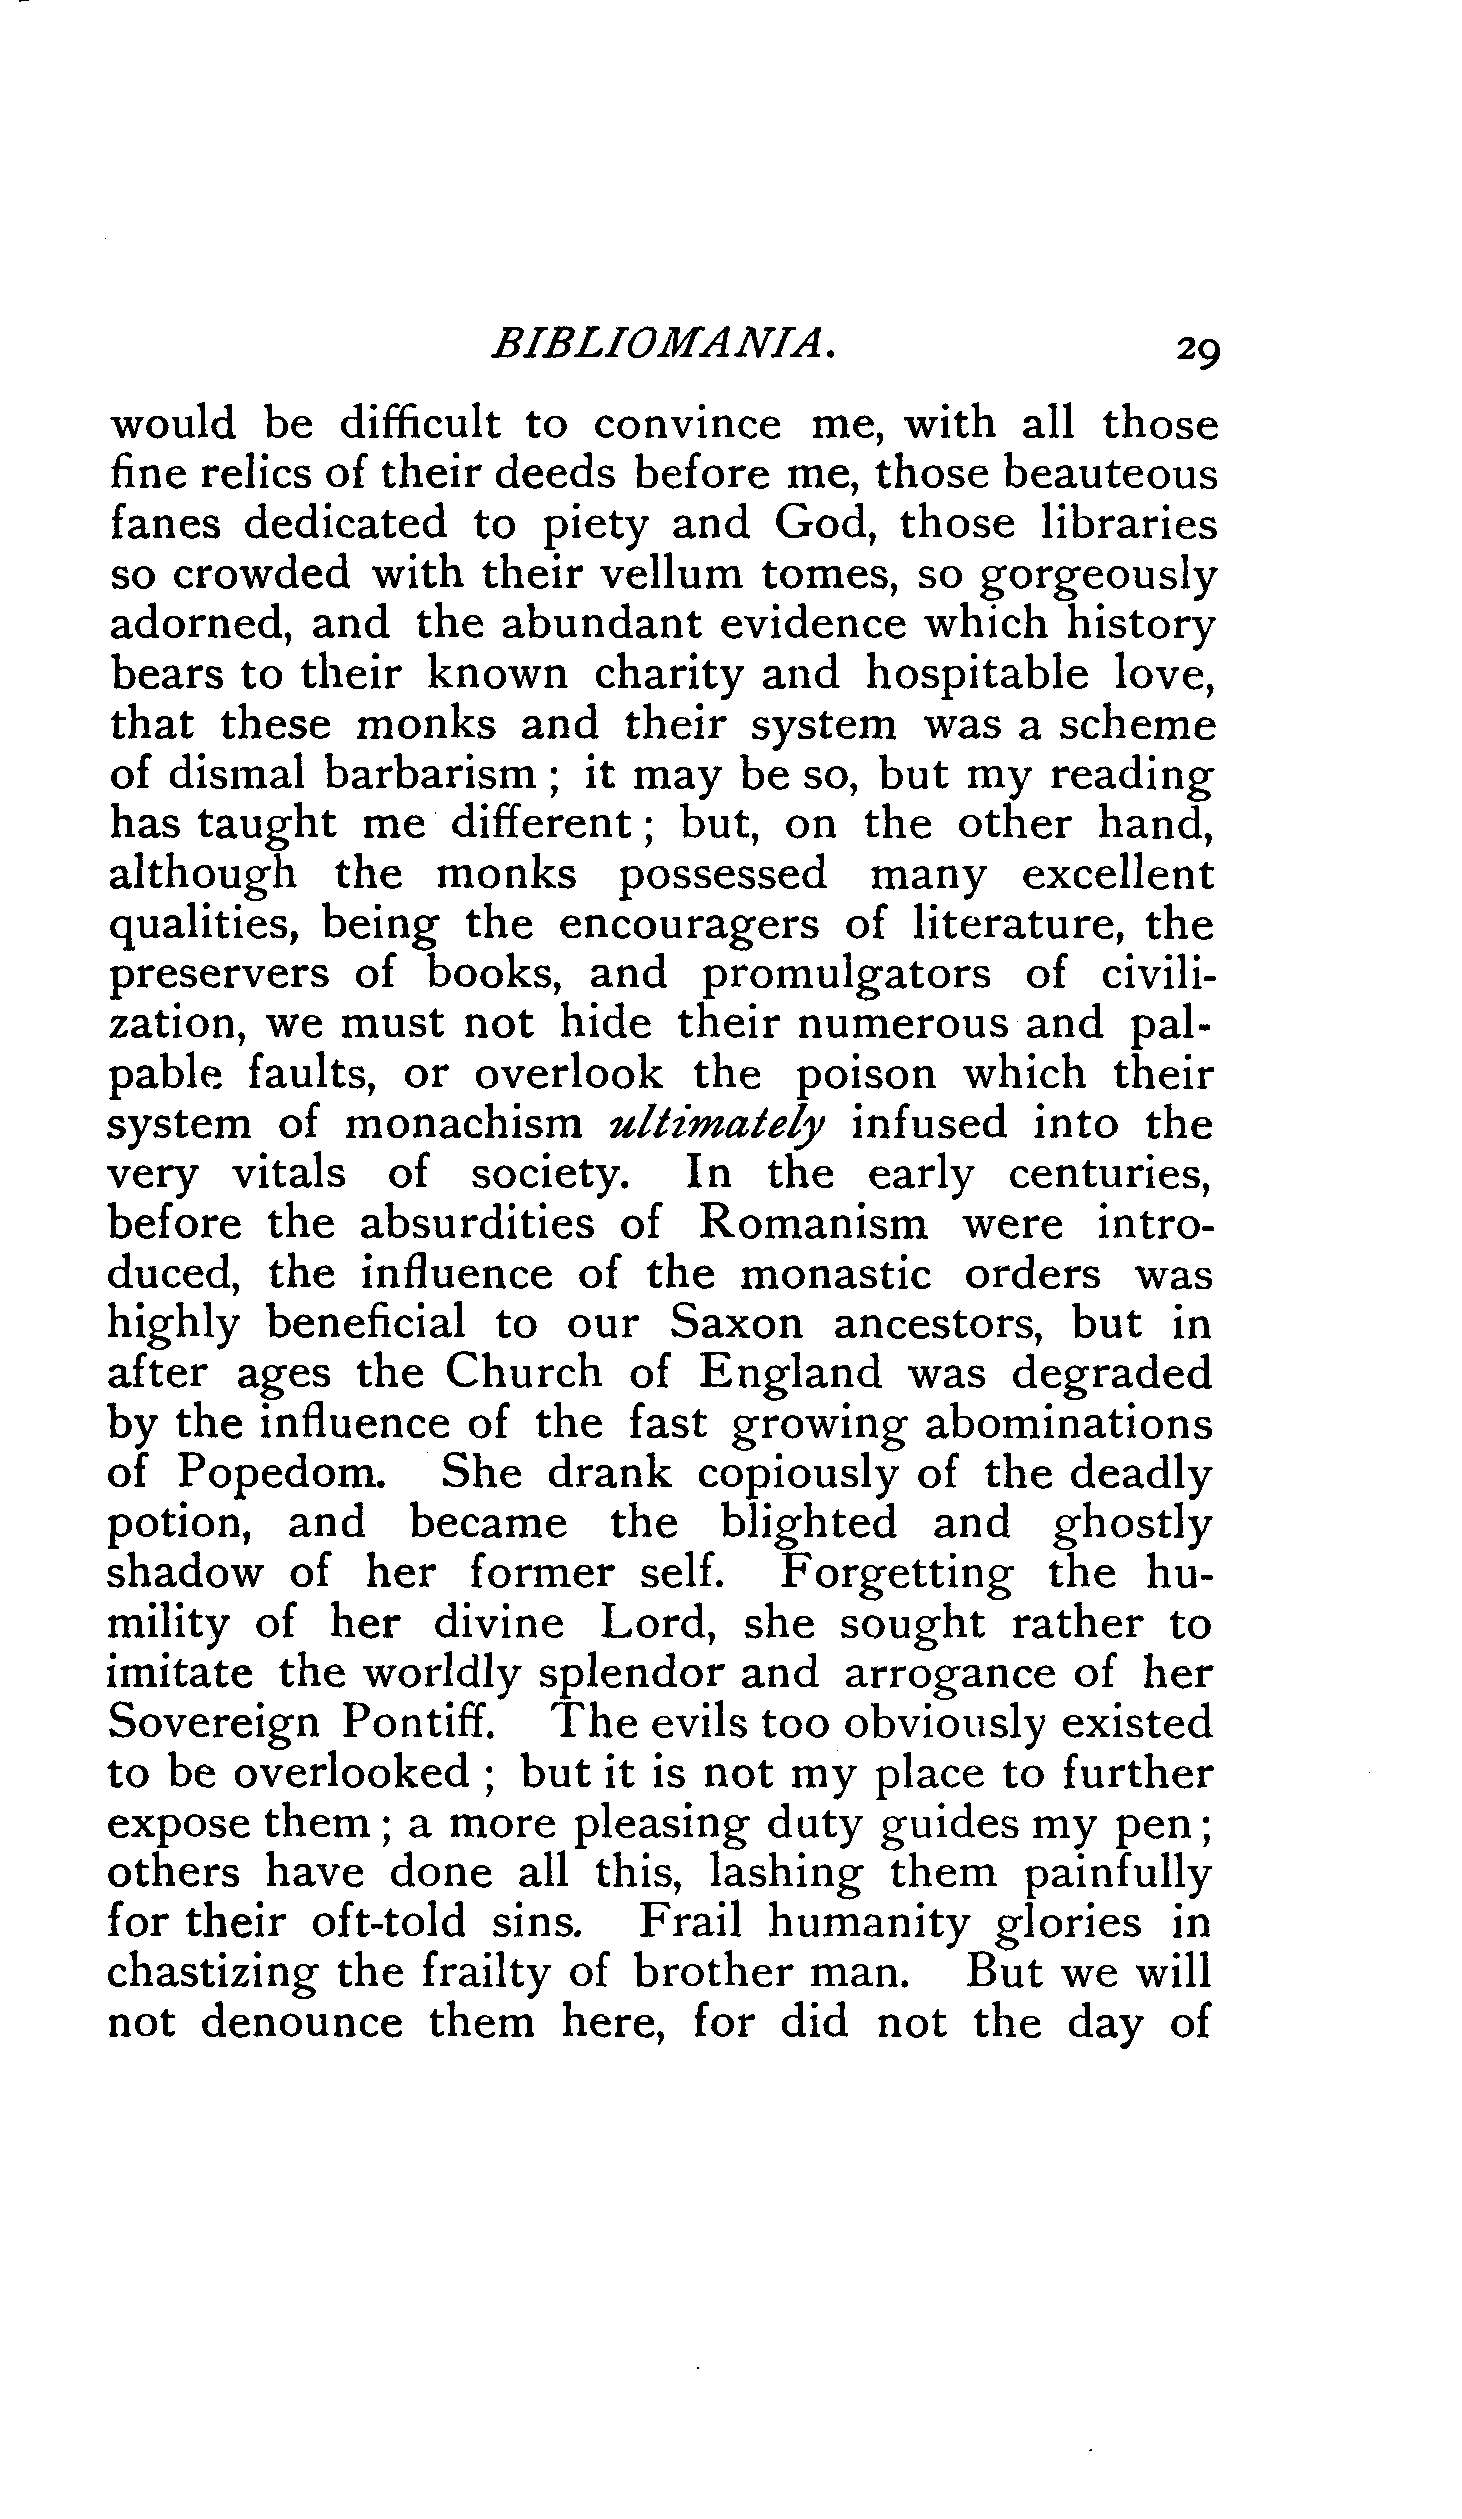 BIBLIOMANIA. 29
would be difficult to convince me, with all those
fine relics of their deeds before me, those beauteous
fanes dedicated to piety and God, those libraries
so crowded with their vellum tomes, so gorgeously
adorned, and the abundant evidence which history
bears to their known charity and hospitable love,
that these monks and their system was a scheme
of dismal barbarism ; it may be so, but my reading
has taught me different ; but, on the other hand,
although the monks possessed many excellent
qualities, being the encouragers of literature, the
preservers of books, and promulgators of civili-
zation, we must not hide their numerous and pal-
pable faults, or overlook the poison which their
system of monachism ultimately infused into the
very vitals of society. In the early centuries,
before the absurdities of Romanism were intro-
duced, the influence of the monastic orders was
highly beneficial to our Saxon ancestors, but in
after ages the Church of England was degraded
by the influence of the fast growing abominations
of Popedom. She drank copiously of the deadly
potion, and became the blighted and ghostly
shadow of her former self. Forgetting the hu-
mility of her divine Lord, she sought rather to
imitate the worldly splendor and arrogance of her
Sovereign Pontiff. The evils too obviously existed
to be overlooked ; but it is not my place to further
expose them ; a more pleasing duty guides my pen ;
others have done all this, lashing them painfully
for their oft-told sins. Frail humanity glories in
chastizing the frailty of brother man. But we will
not denounce them here, for did not the day of